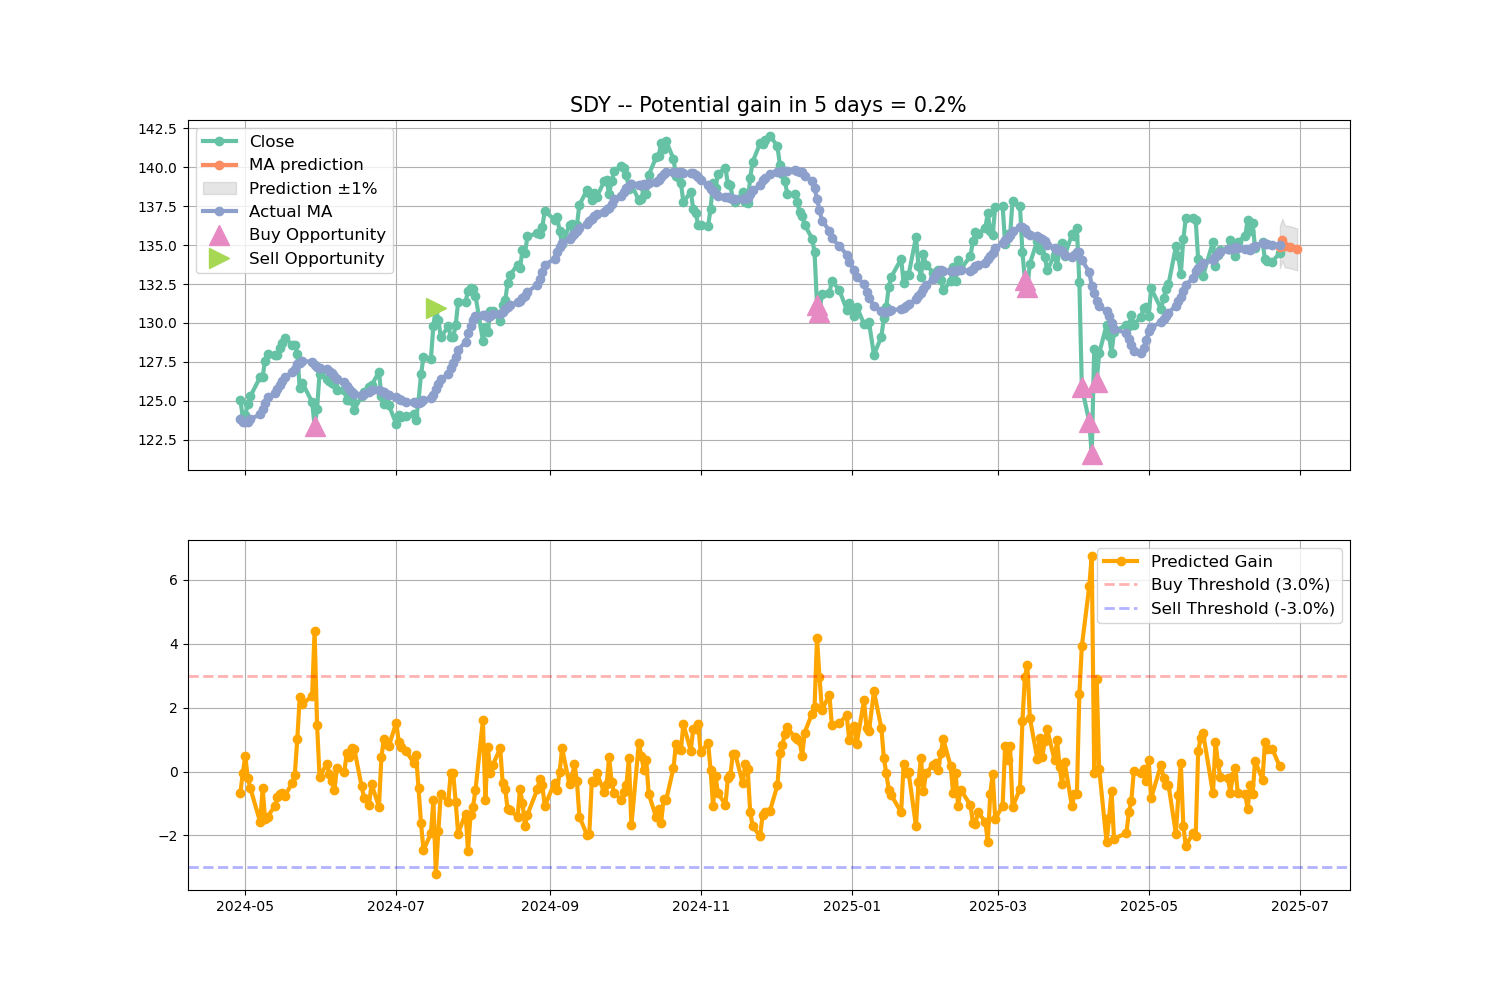 SDY -- Potential gain in 5 days = 0.2%
142.5
140.0
137.5
135.0
132.5
130.0
127.5
125.0
122.5
Close
MA prediction
Prediction ±1%
Actual MA
Buy Opportunity
Sell Opportunity
6
4
2
0
−2
Predicted Gain
Buy Threshold (3.0%)
Sell Threshold (-3.0%)
2024-05
2024-07
2024-09
2024-11
2025-01
2025-03
2025-05
2025-07